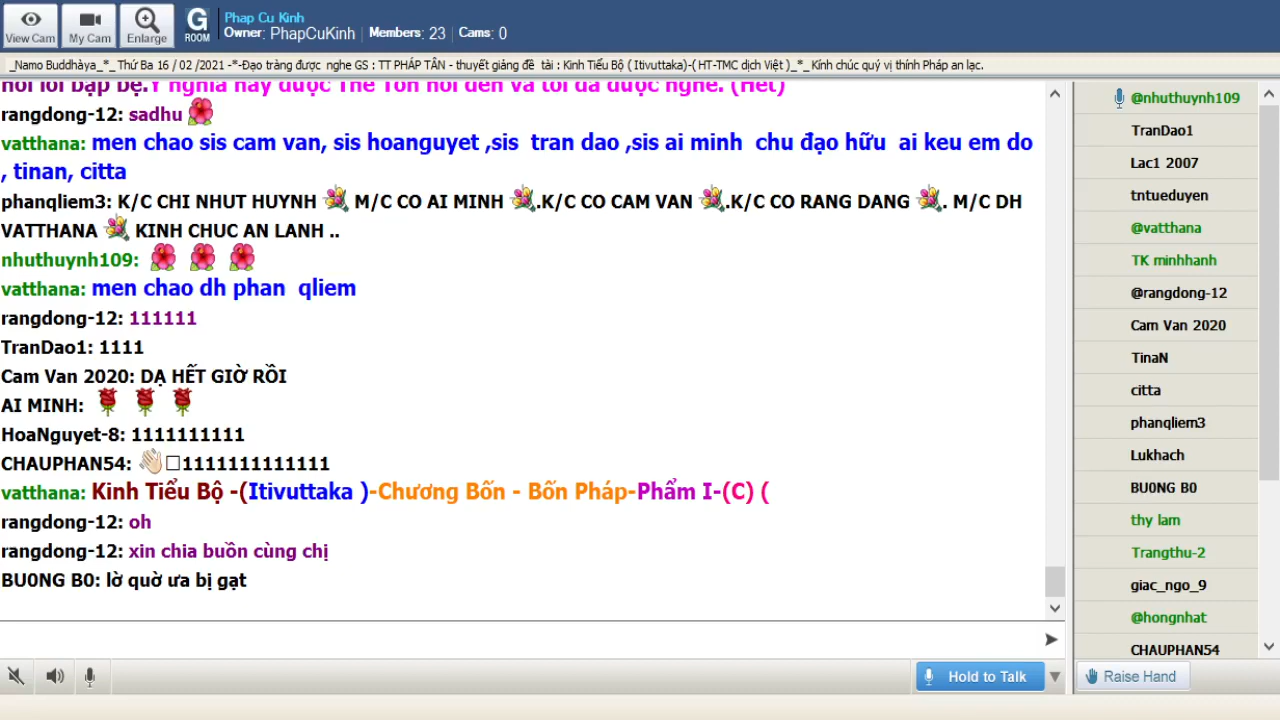 View Cam
My Cam
Enlarge
G
ROOM
Phap Cu Kinh
Owner: PhapCuKinh Members: 23 Cams: 0
_Namo Buddhàya_*_ Thứ Ba 16 / 02 /2021 -*-Đạo tràng được nghe GS : TT PHÁP TÂN - thuyết giảng đề tài : Kinh Tiểu Bộ ( Itivuttaka)-( HT-TMC dịch Việt )_*_ Kính chúc quý vị thính Pháp an lạc.
rangdong-12: sadhu
vatthana: men chao sis cam van, sis hoanguyet ,sis tran dao ,sis ai minh chu đạo hữu ai keu em do
, tinan, citta
phanqliem3: K/C CHI NHUT HUYNH M/C CO AI MINH .K/C CO CAM VAN .K/C CO RANG DANG . M/C DH
VATTHANA KINH CHUC AN LANH ..
nhuthuynh109:
vatthana: men chao dh phan qliem
rangdong-12: 111111
TranDao1: 1111
Cam Van 2020: DẠ HẾT GIỜ RỒI
AI MINH:
HoaNguyet-8: 1111111111
CHAUPHAN54: 1111111111111
vatthana: Kinh Tiểu Bộ -(Itivuttaka )-Chương Bốn - Bốn Pháp-Phẩm I-(C) (
rangdong-12: oh
rangdong-12: xin chia buồn cùng chị
BU0NG B0: lờ quờ ưa bị gạt
Hold to Talk
@nhuthuynh109
TranDao1
Lac1 2007
tntueduyen
@vatthana
TK minhhanh
@rangdong-12
Cam Van 2020
TinaN
citta
phanqliem3
Lukhach
BU0NG B0
thy lam
Trangthu-2
giac_ngo_9
@hongnhat
CHAUPHAN54
Raise Hand